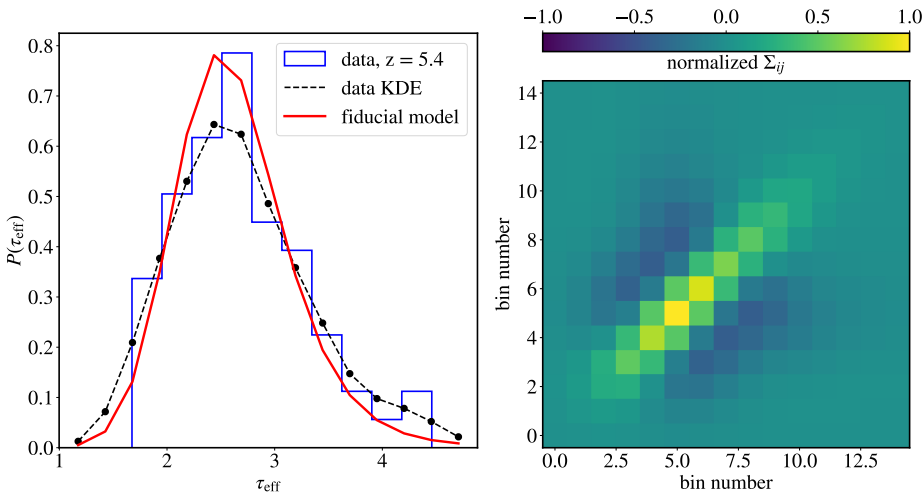 0.8
0.7
0.6
0.5
0.4
0.3
0.2
0.1
0.0
P(τeff)
1 2 3 4
τeff
data, z = 5.4
data KDE
fiducial model
−1.0 −0.5 0.0 0.5 1.0
normalized Σij
14
12
10
8
6
4
2
0
bin number
0.0 2.5 5.0 7.5 10.0 12.5
bin number